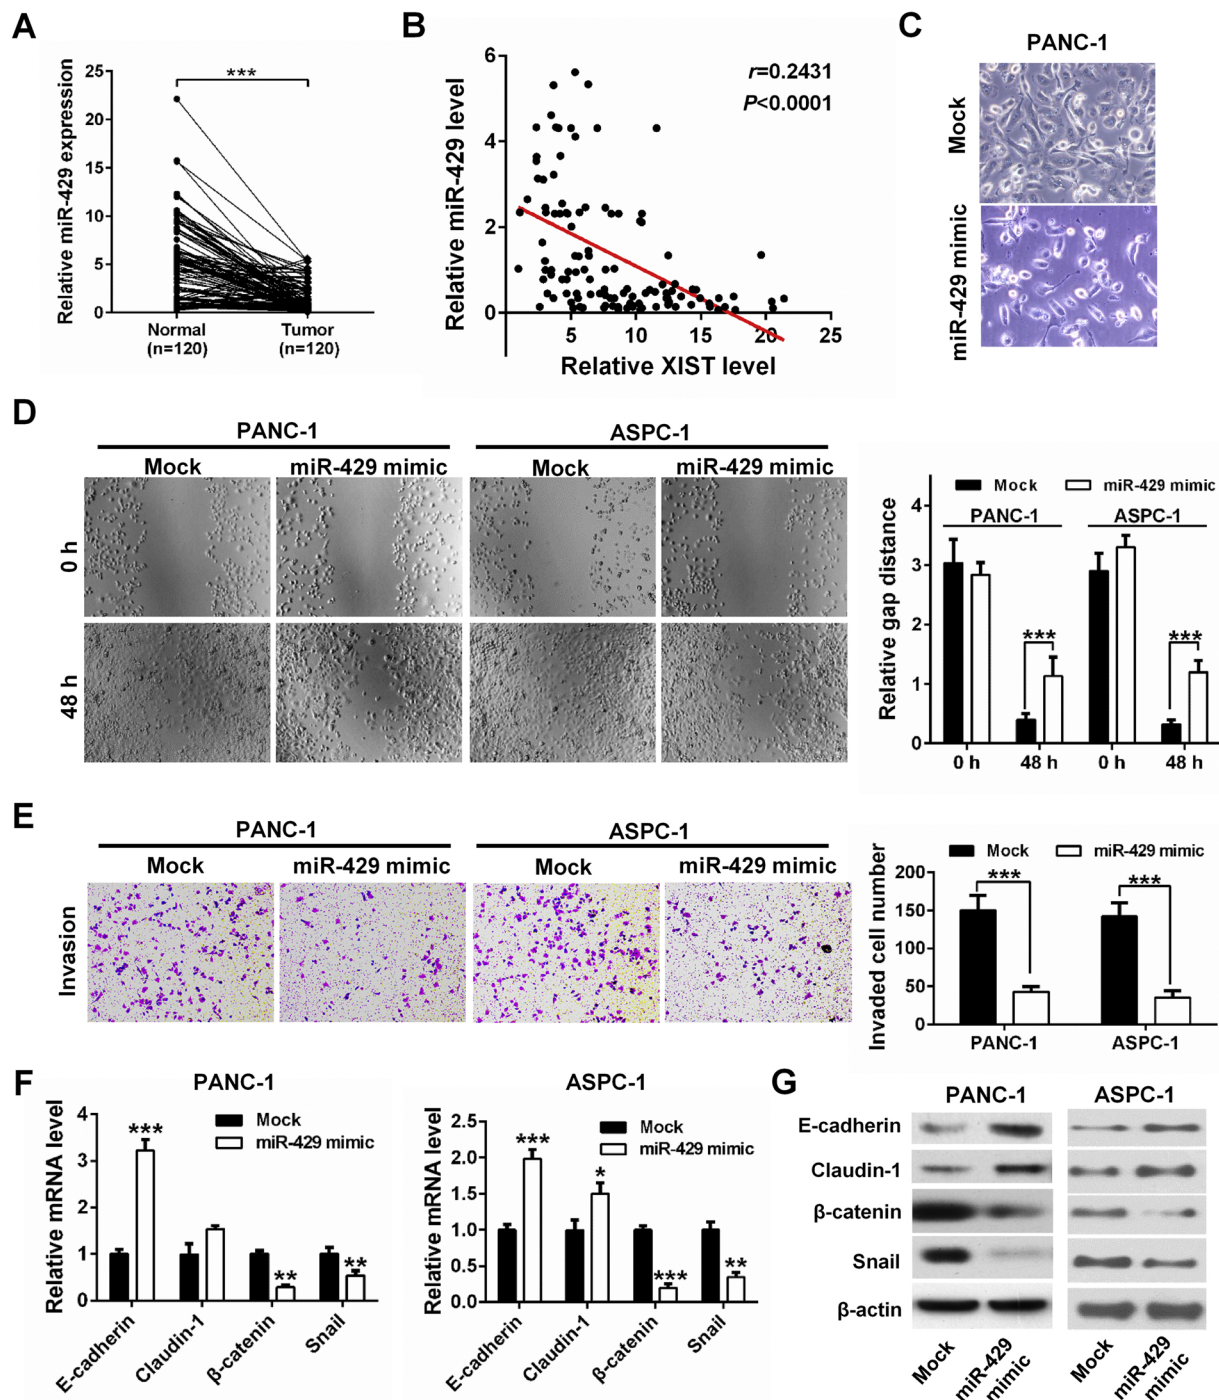 A
Relative miR-429 expression
25
20
15
10
5
0
***
Normal
(n=120)
Tumor
(n=120)
B
Relative miR-429 level
6
4
2
0
r=0.2431
P<0.0001
5
10
15
20
25
Relative XIST level
C
PANC-1
Mock
miR-429 mimic
D
PANC-1
ASPC-1
Mock
miR-429 mimic
Mock
miR-429 mimic
0 h
48 h
Relative gap distance
4
3
2
1
0
Mock
miR-429 mimic
PANC-1
ASPC-1
***
***
0 h
48 h
0 h
48 h
E
PANC-1
ASPC-1
Mock
miR-429 mimic
Mock
miR-429 mimic
Invasion
Invaded cell number
200
150
100
50
0
Mock
miR-429 mimic
***
***
PANC-1
ASPC-1
F
PANC-1
Relative mRNA level
4
3
2
1
0
Mock
miR-429 mimic
***
**
**
E-cadherin
Claudin-1
β-catenin
Snail
ASPC-1
Relative mRNA level
2.5
2.0
1.5
1.0
0.5
0.0
Mock
miR-429 mimic
***
*
***
**
E-cadherin
Claudin-1
β-catenin
Snail
G
PANC-1
ASPC-1
E-cadherin
Claudin-1
β-catenin
Snail
β-actin
Mock
miR-429
mimic
Mock
miR-429
mimic